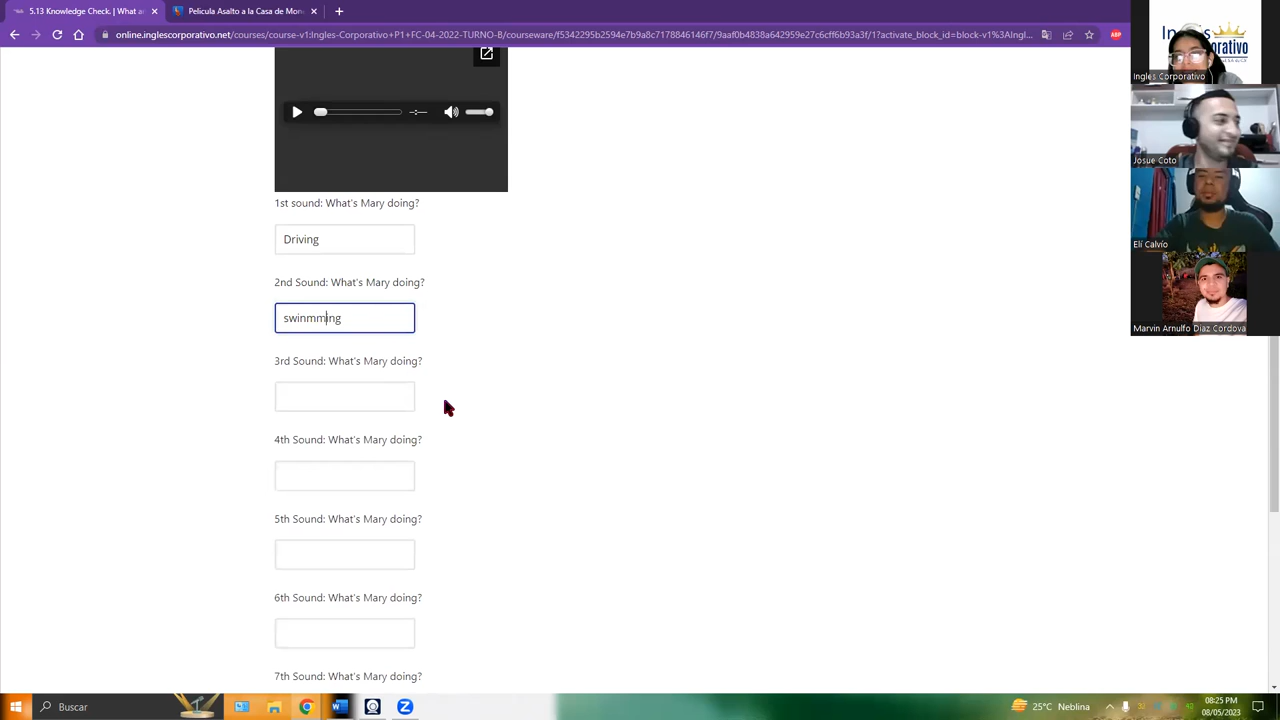 5.13 Knowledge Check. | What ar
Pelicula Asalto a la Casa de Mon
online.inglescorporativo.net/courses/course-v1:Ingles-Corporativo+P1+FC-04-2022-TURNO-B/courseware/f5342295b2594e7b9a8c7178846146f7/9aaf0b4838a642959e27c6cff6b93a3f/1?activate_block_id=block-v1%3AIngl...
ABP
Ingles
Corporativo
Ingles Corporativo
Josue Coto
Elí Calvío
Marvin Arnulfo Diaz Cordova
-:-
1st sound: What's Mary doing?
Driving
2nd Sound: What's Mary doing?
swinmming
3rd Sound: What's Mary doing?
4th Sound: What's Mary doing?
5th Sound: What's Mary doing?
6th Sound: What's Mary doing?
7th Sound: What's Mary doing?
Buscar
25°C Neblina
08:25 PM
08/05/2023